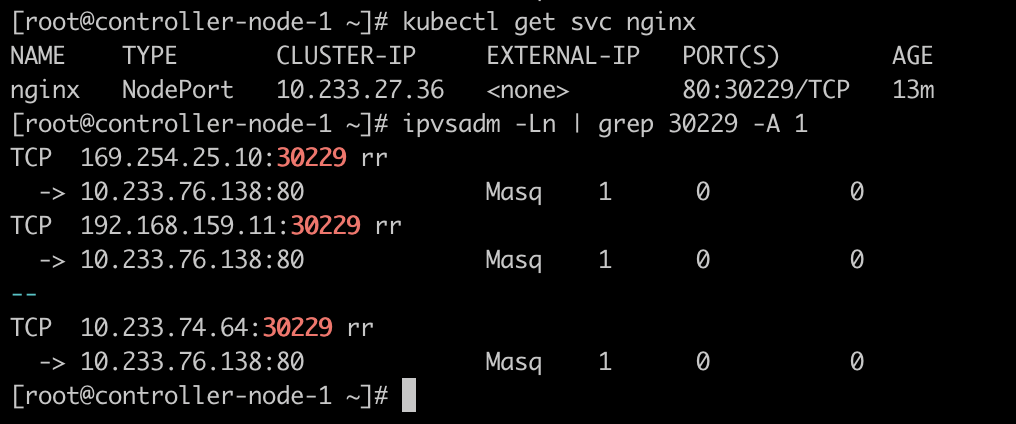 [root@controller-node-1 ~]# kubectl get svc nginx
NAME    TYPE       CLUSTER-IP     EXTERNAL-IP   PORT(S)        AGE
nginx   NodePort   10.233.27.36   <none>        80:30229/TCP   13m
[root@controller-node-1 ~]# ipvsadm -Ln | grep 30229 -A 1
TCP  169.254.25.10:30229 rr
  -> 10.233.76.138:80             Masq    1      0          0
TCP  192.168.159.11:30229 rr
  -> 10.233.76.138:80             Masq    1      0          0
--
TCP  10.233.74.64:30229 rr
  -> 10.233.76.138:80             Masq    1      0          0
[root@controller-node-1 ~]#